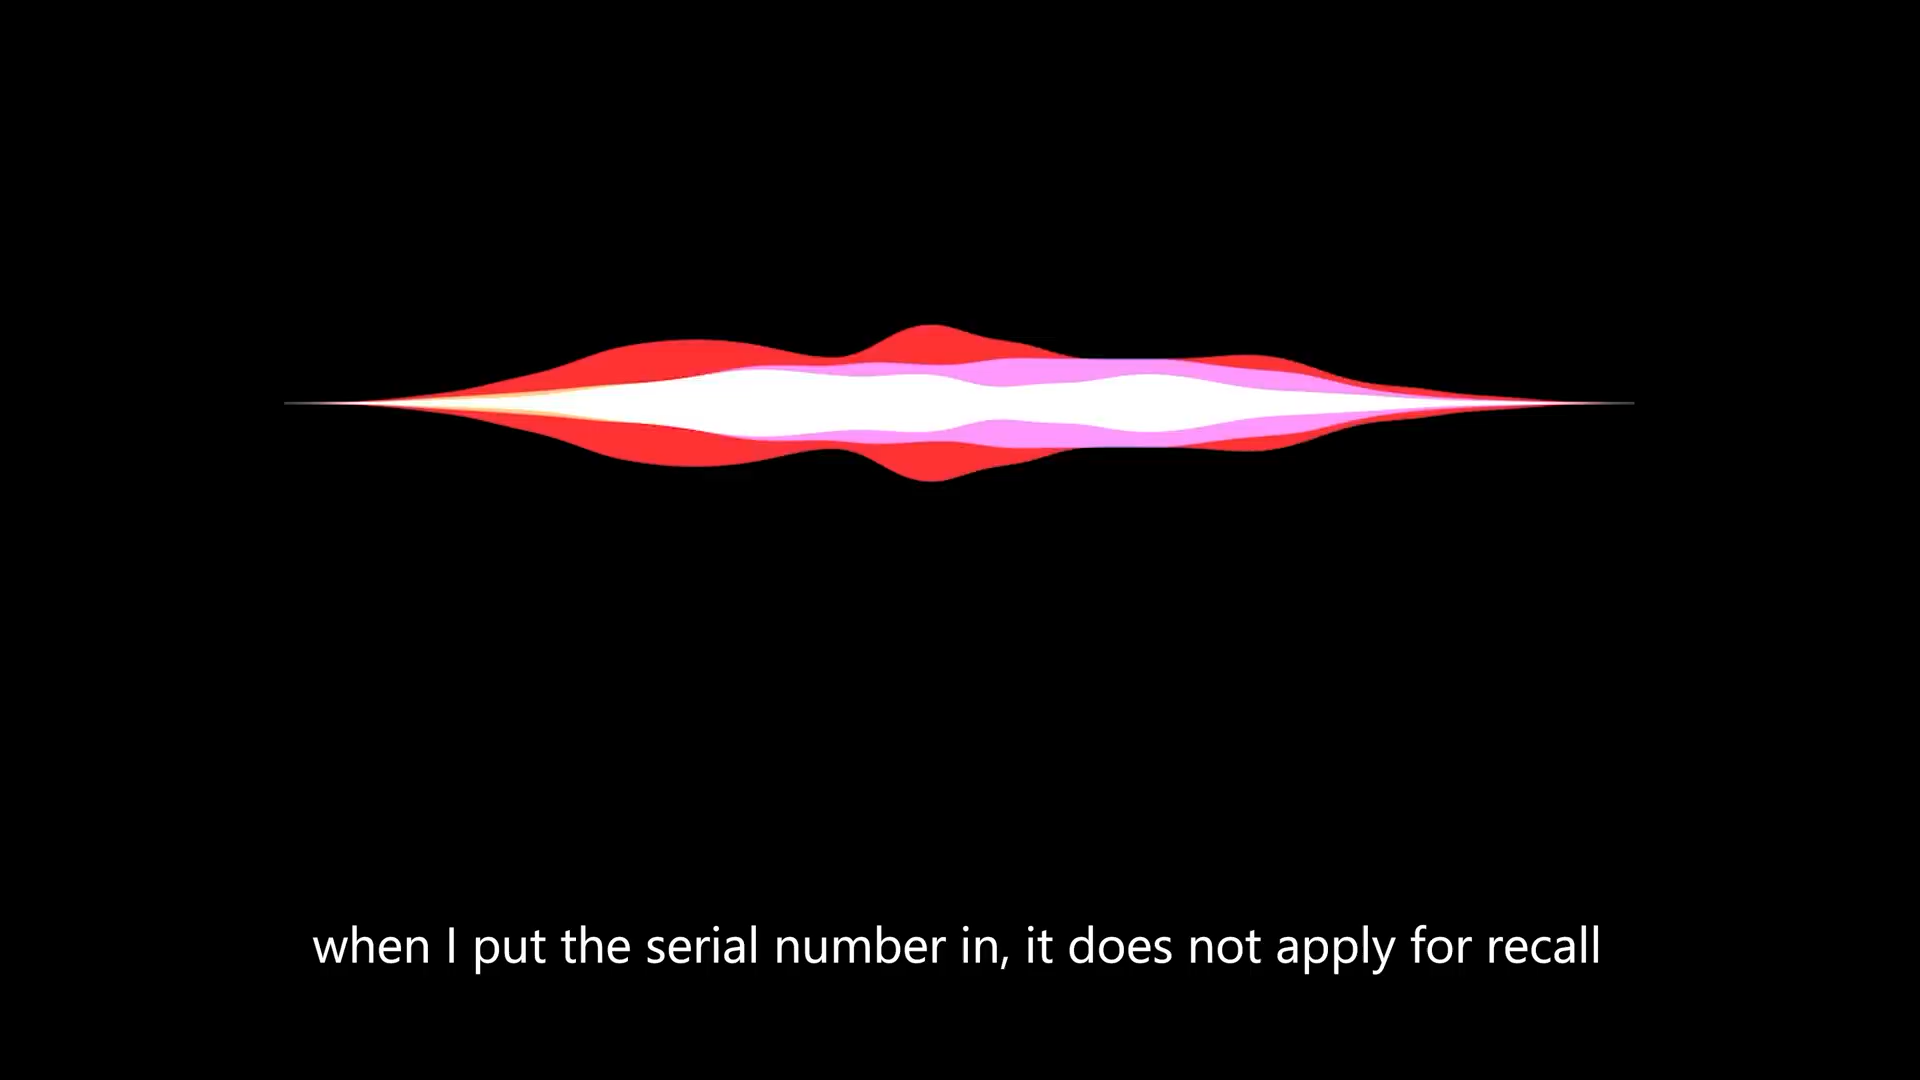 when I put the serial number in, it does not apply for recall